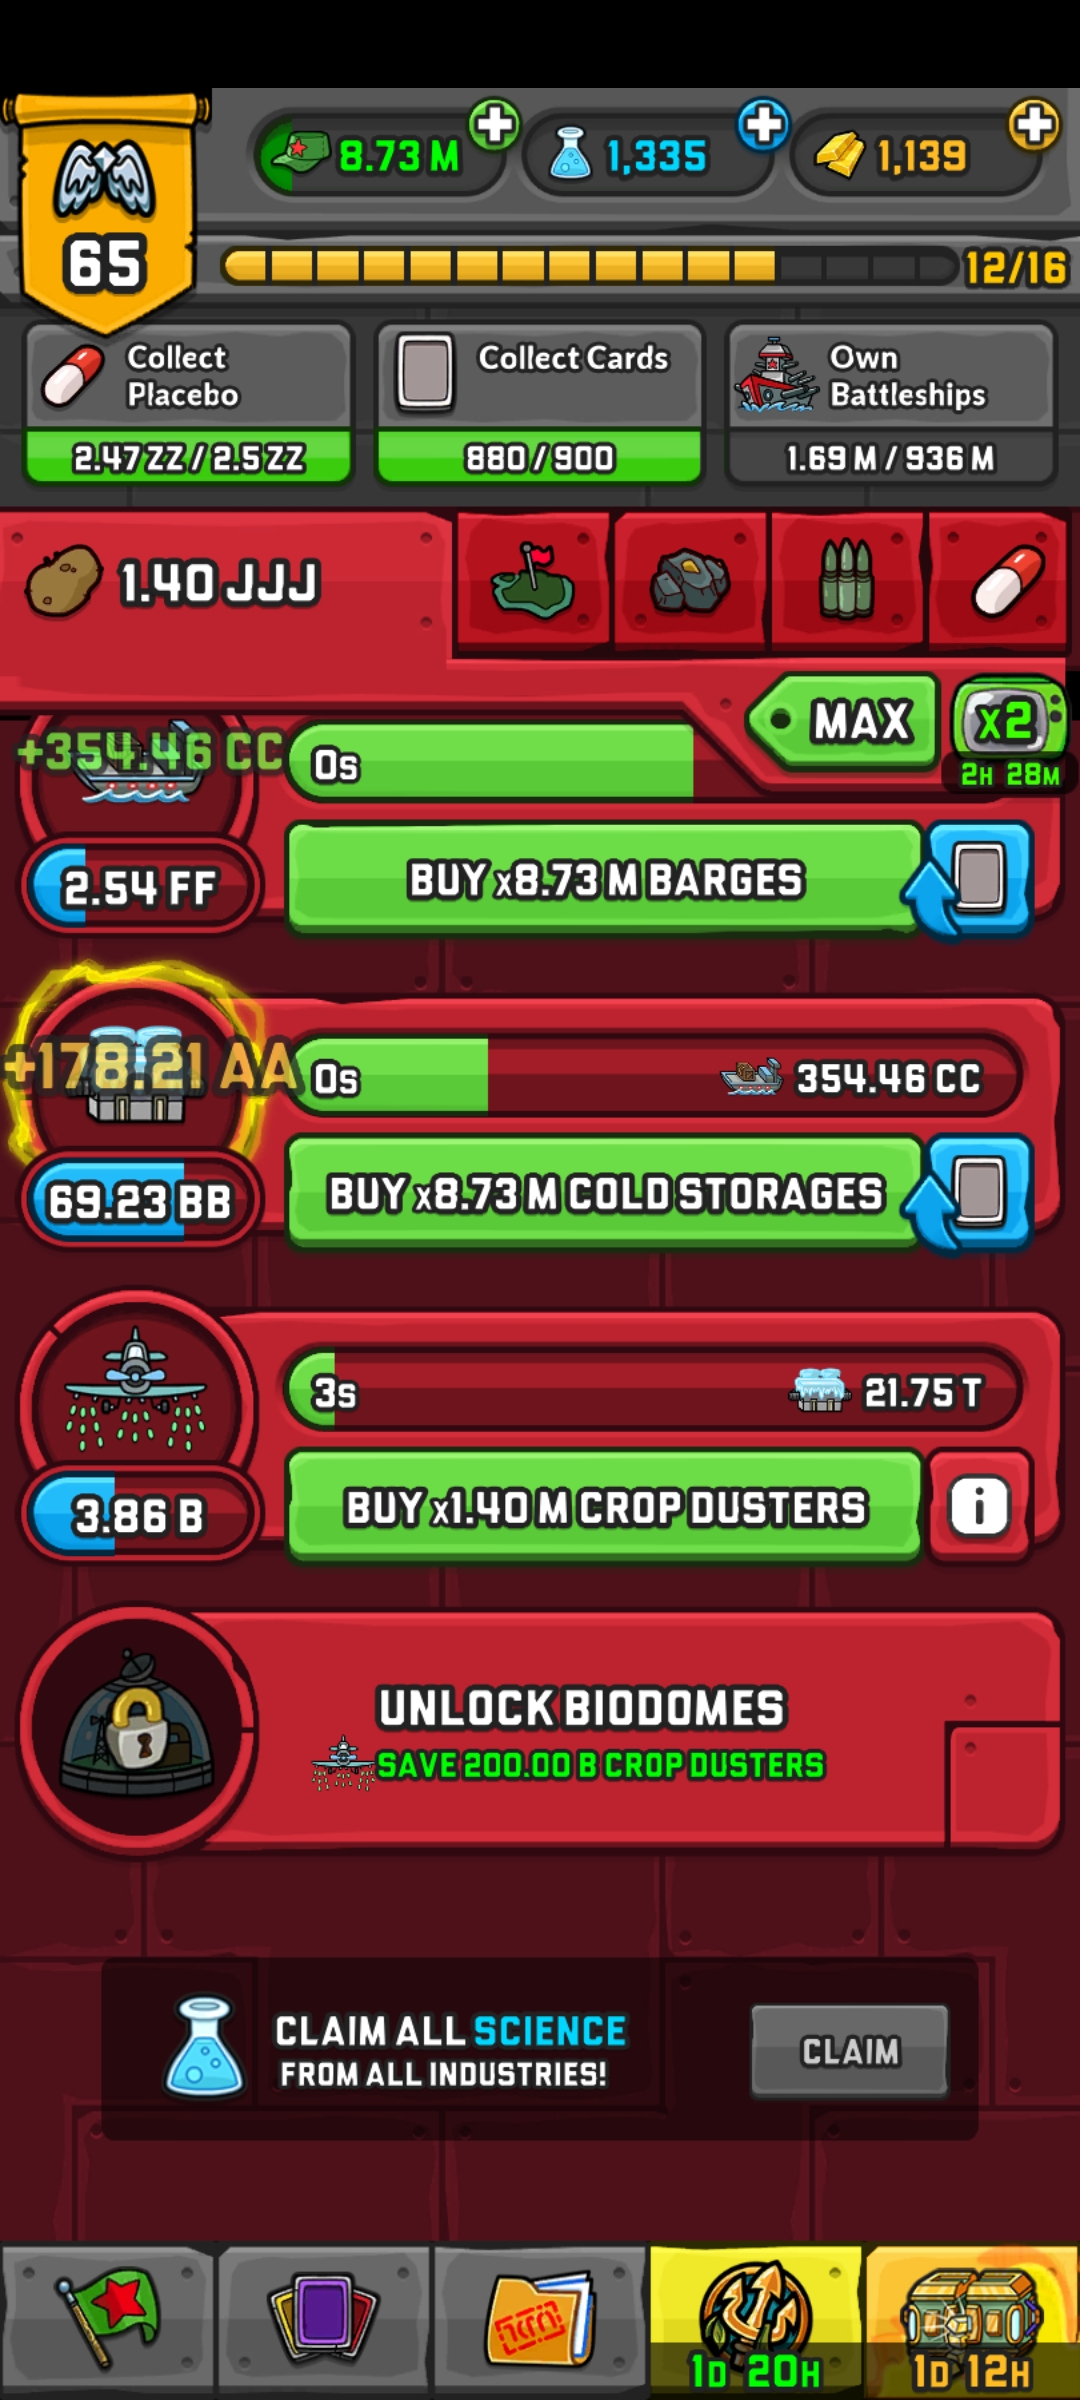 8.73 M
1,335
1,139
65
12/16
Collect
Placebo
Collect Cards
Own
Battleships
2.47 ZZ / 2.5 ZZ
880 / 900
1.69 M / 936 M
1.40 JJJ
MAX
X2
2H 28M
+354.46 CC
0s
2.54 FF
BUY x8.73 M BARGES
+178.21 AA
0s
354.46 CC
69.23 BB
BUY x8.73 M COLD STORAGES
3s
21.75 T
3.86 B
BUY x1.40 M CROP DUSTERS
i
UNLOCK BIODOMES
SAVE 200.00 B CROP DUSTERS
CLAIM ALL SCIENCE
FROM ALL INDUSTRIES!
CLAIM
1D 20H
1D 12H